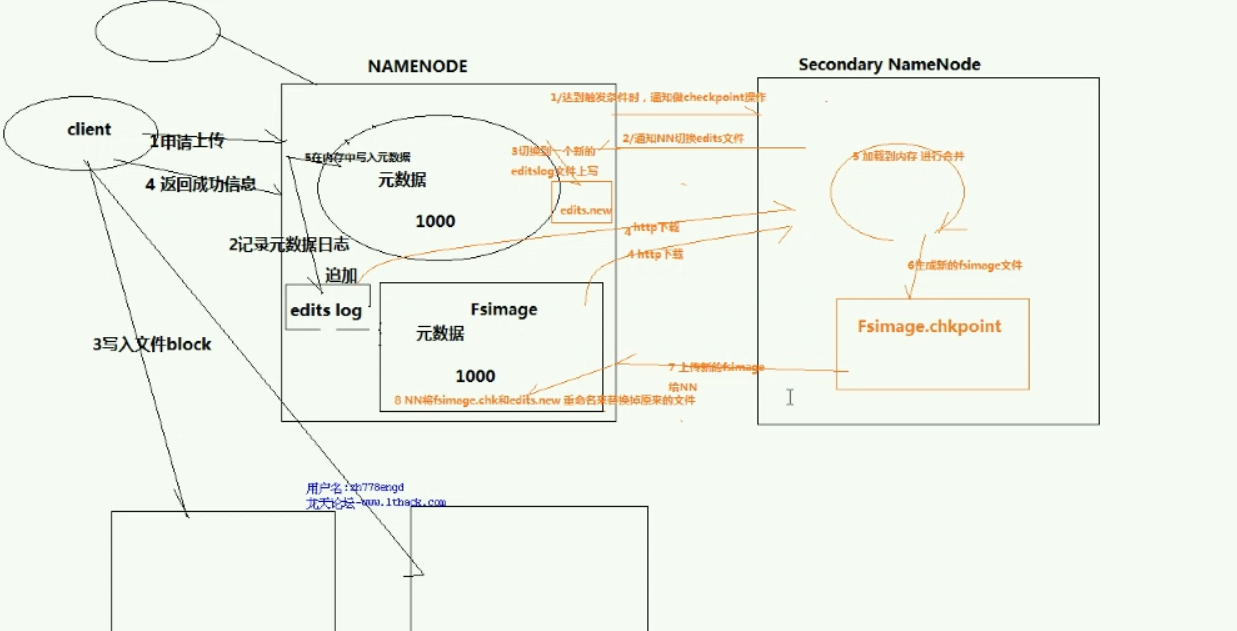 NAMENODE
Secondary NameNode
client
1申请上传
4 返回成功信息
5在内存中写入元数据
元数据
1000
2记录元数据日志
追加
edits log
Fsimage
元数据
1000
3写入文件block
1/达到触发条件时，通知做checkpoint操作
2/通知NN切换edits文件
3切换到一个新的
editslog文件上写
edits.new
4 http下载
4 http下载
5 加载到内存 进行合并
6生成新的fsimage文件
Fsimage.chkpoint
7 上传新的fsimage
给NN
8 NN将fsimage.chk和edits.new 重命名来替换掉原来的文件
用户名:zh778engd
龙天论坛-www.lthack.com